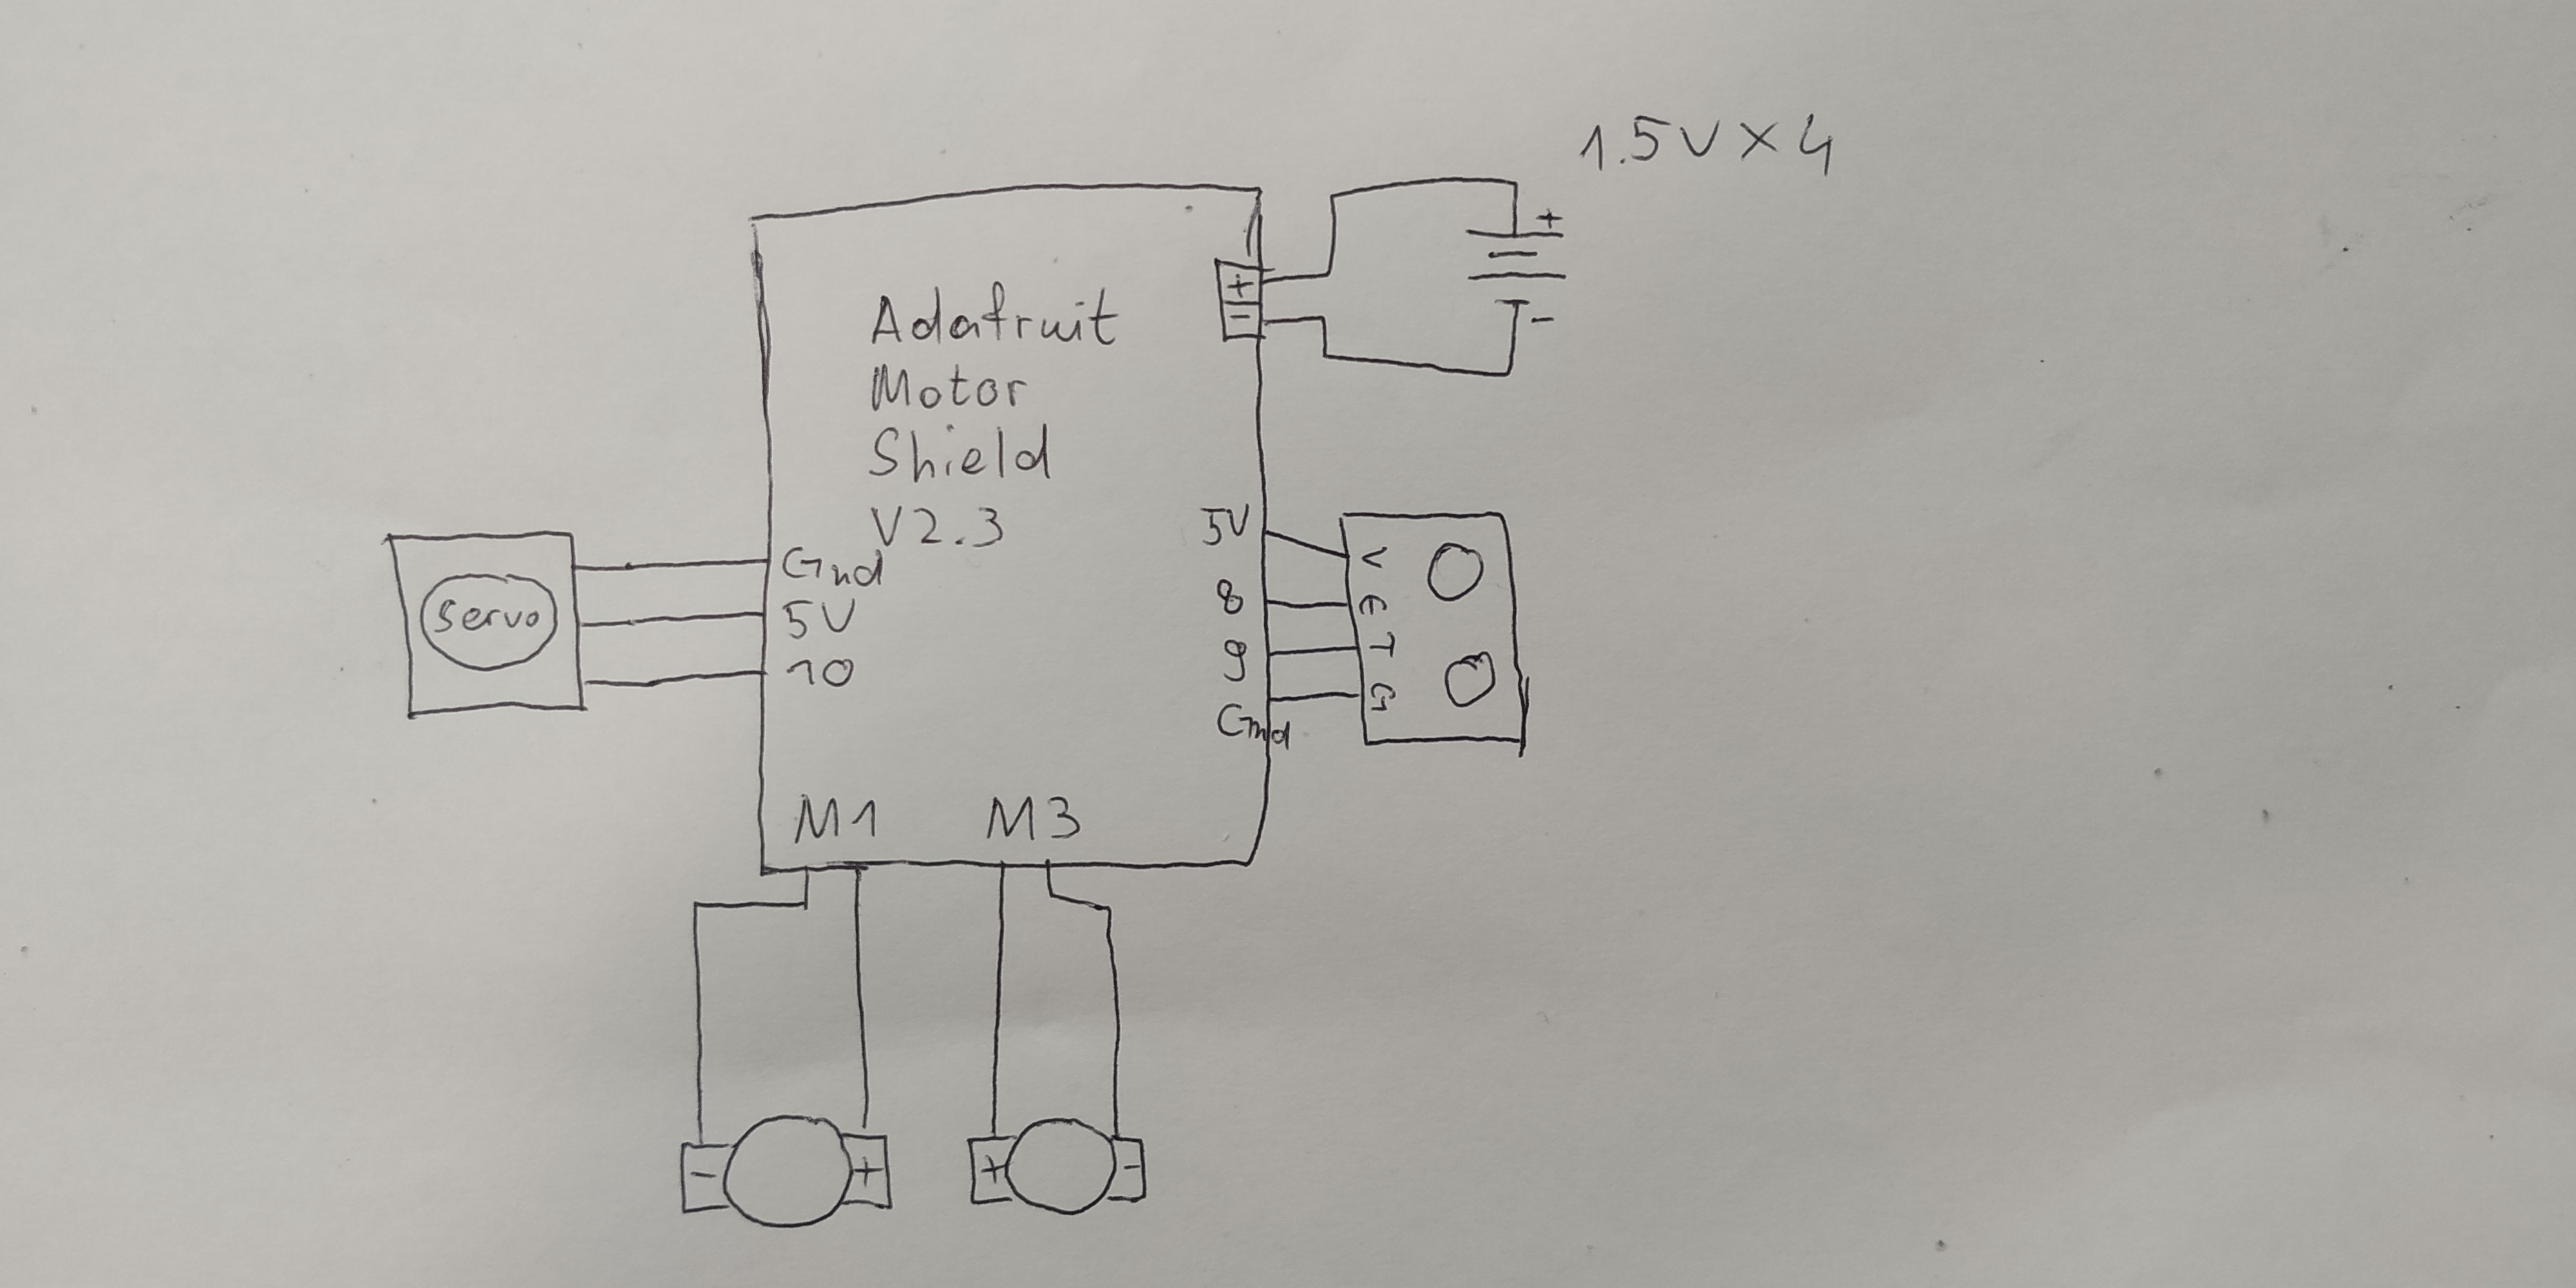 1.5V X 4
+
+
-
-
Adafruit
Motor
Shield
V2.3
Gnd
5V
10
Servo
5V
8
9
Gnd
V
E
T
G
M1
M3
-
+
+
-